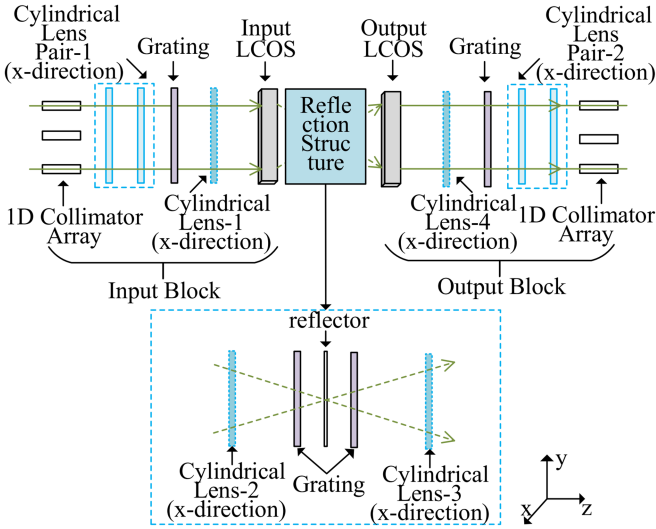 Cylindrical
Lens
Pair-1
(x-direction)
Grating
Input
LCOS
Output
LCOS
Grating
Cylindrical
Lens
Pair-2
(x-direction)
Refle
ction
Struc
ture
1D Collimator
Array
Cylindrical
Lens-1
(x-direction)
Cylindrical
Lens-4
(x-direction)
1D Collimator
Array
Input Block
Output Block
reflector
Cylindrical
Lens-2
(x-direction)
Grating
Cylindrical
Lens-3
(x-direction)
y
x
z